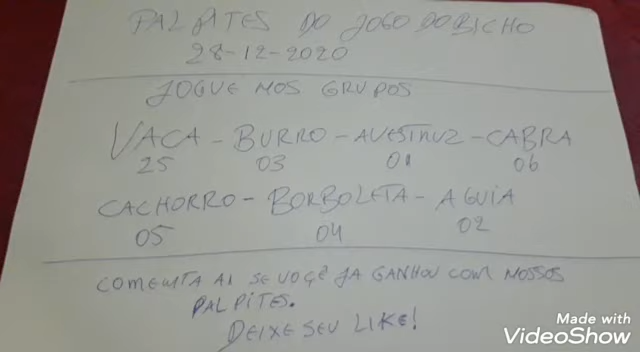 PALPITES DO JOGO DO BICHO
28-12-2020
JOGUE NOS GRUPOS
VACA - BURRO - AVESTRUZ - CABRA
25 03 01 06
CACHORRO - BORBOLETA - AGUIA
05 04 02
COMENTA AI SE VOÇÊ JA GANHOU COM NOSSOS
PALPITES.
DEIXE SEU LIKE!
Made with
VideoShow